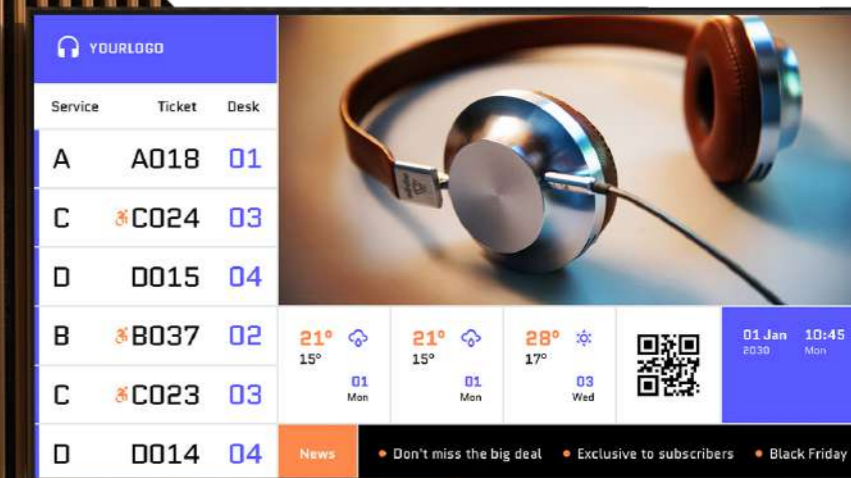 YOURLOGO
Service Ticket Desk
A A018 01
C C024 03
D D015 04
B B037 02
C C023 03
D D014 04
21° 15° 01 Mon
21° 15° 01 Mon
28° 17° 03 Wed
01 Jan 10:45
2030 Mon
News • Don't miss the big deal • Exclusive to subscribers • Black Friday